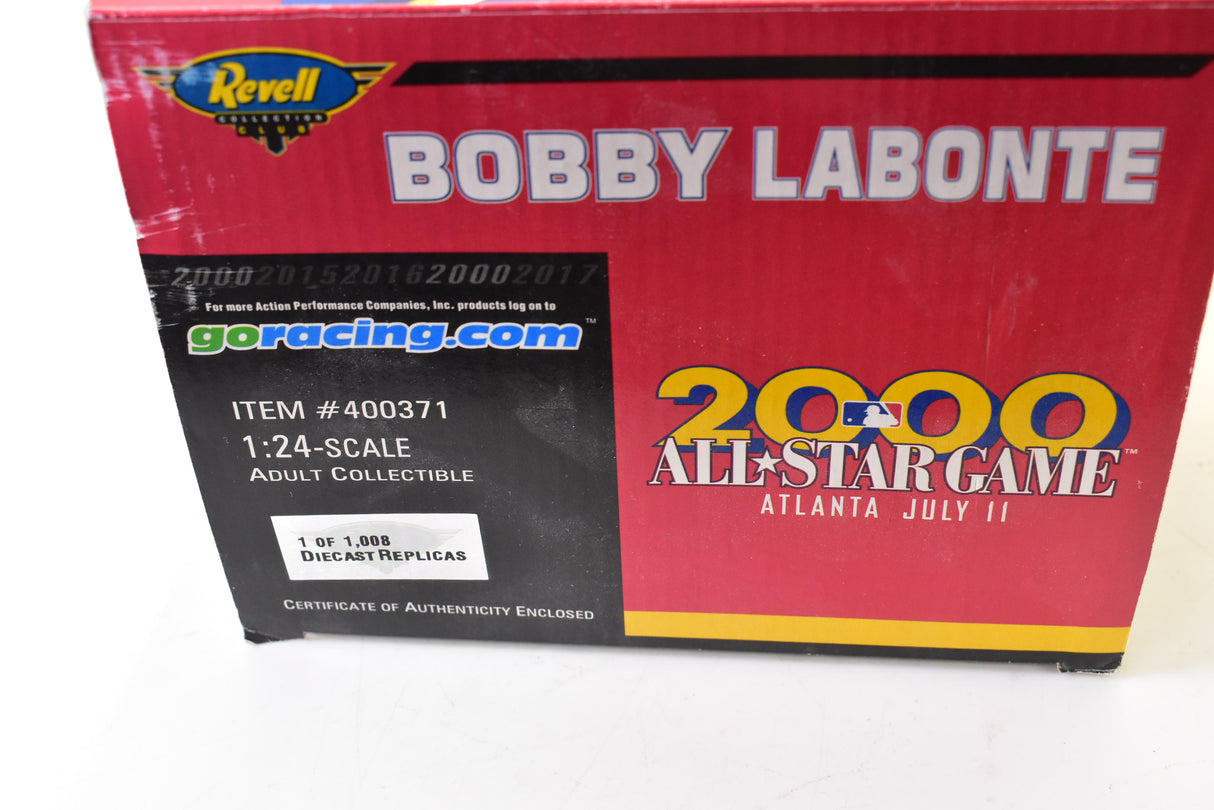 Revell
COLLECTION
CLUB
BOBBY LABONTE
20002015201620002017
For more Action Performance Companies, Inc. products log on to
goracing.com™
ITEM #400371
1:24-SCALE
ADULT COLLECTIBLE
1 OF 1,008
DIECAST REPLICAS
CERTIFICATE OF AUTHENTICITY ENCLOSED
2000
ALL★STAR GAME™
ATLANTA JULY 11